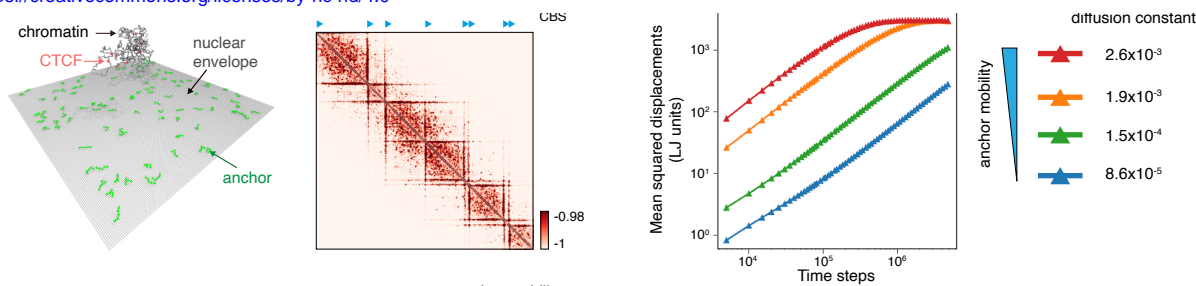 chromatin
CTCF
nuclear
envelope
anchor
CBS
-0.98
-1
Mean squared displacements
(LJ units)
10³
10²
10¹
10⁰
10⁴
10⁵
10⁶
Time steps
diffusion constant
anchor mobility
2.6x10⁻³
1.9x10⁻³
1.5x10⁻⁴
8.6x10⁻⁵